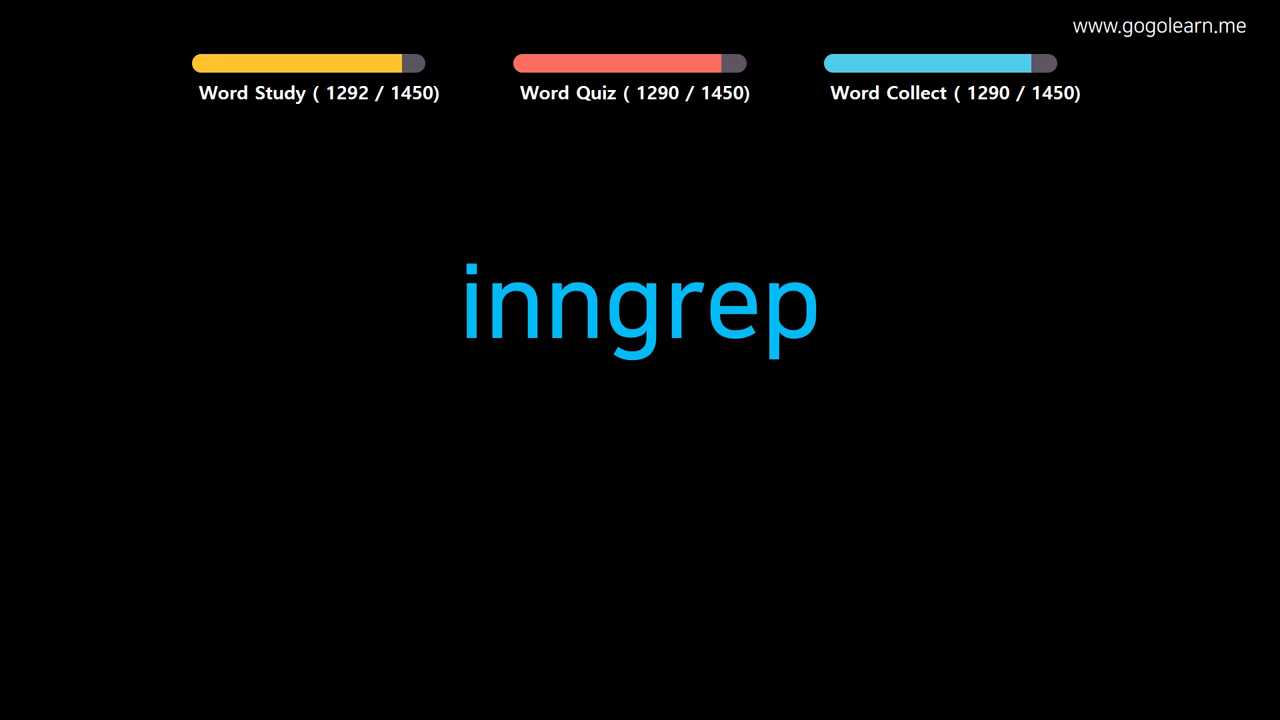 www.gogolearn.me
Word Study ( 1292 / 1450)
Word Quiz ( 1290 / 1450)
Word Collect ( 1290 / 1450)
inngrep